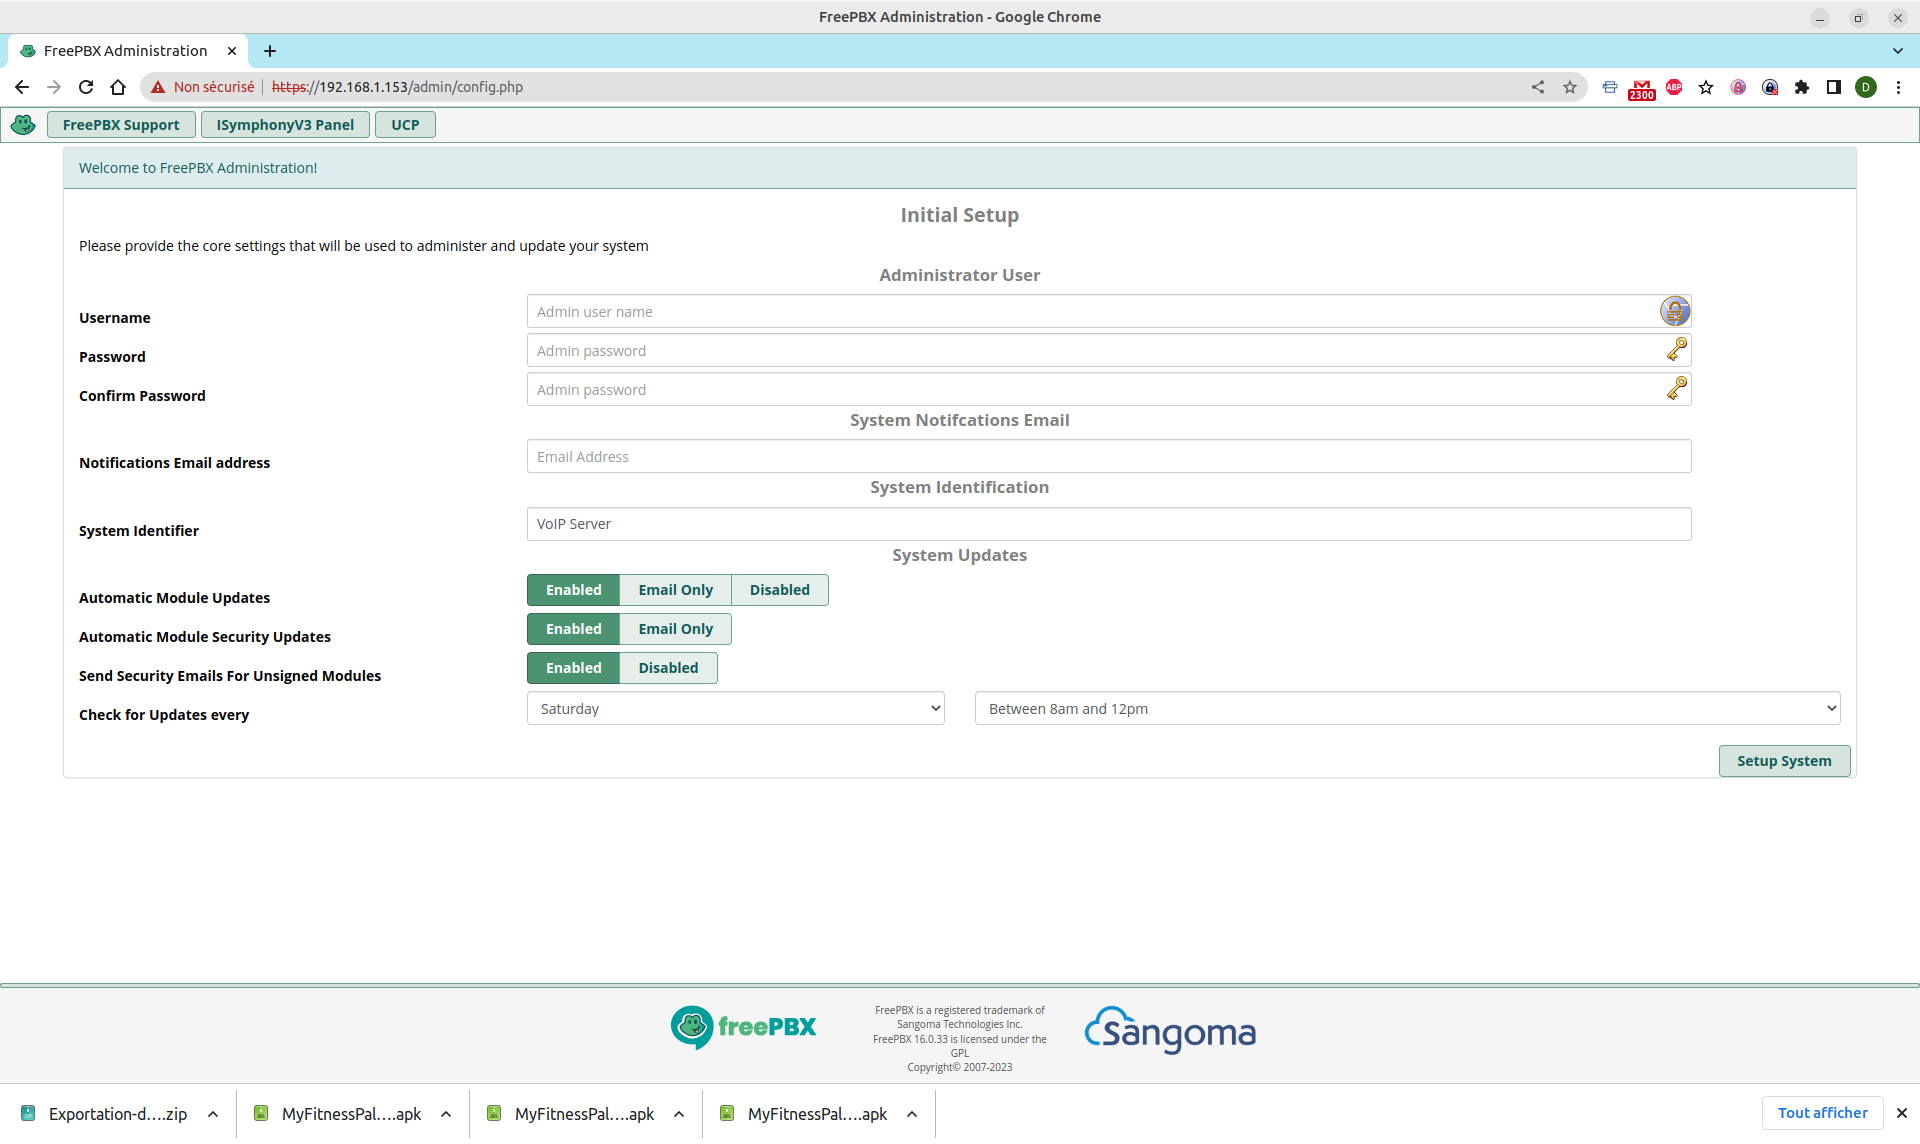 FreePBX Administration - Google Chrome
FreePBX Administration
Non sécurisé https://192.168.1.153/admin/config.php
2300
ABP
D
FreePBX Support ISymphonyV3 Panel UCP
Welcome to FreePBX Administration!
Initial Setup
Please provide the core settings that will be used to administer and update your system
Administrator User
Username Admin user name
Password Admin password
Confirm Password Admin password
System Notifcations Email
Notifications Email address Email Address
System Identification
System Identifier VoIP Server
System Updates
Automatic Module Updates Enabled Email Only Disabled
Automatic Module Security Updates Enabled Email Only
Send Security Emails For Unsigned Modules Enabled Disabled
Check for Updates every Saturday Between 8am and 12pm
Setup System
freePBX
FreePBX is a registered trademark of
Sangoma Technologies Inc.
FreePBX 16.0.33 is licensed under the
GPL
Copyright© 2007-2023
Sangoma
Exportation-d....zip MyFitnessPal....apk MyFitnessPal....apk MyFitnessPal....apk Tout afficher